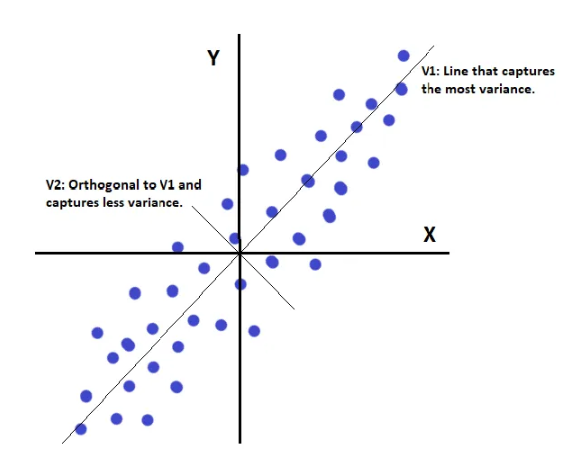 Y
V1: Line that captures
the most variance.
V2: Orthogonal to V1 and
captures less variance.
X